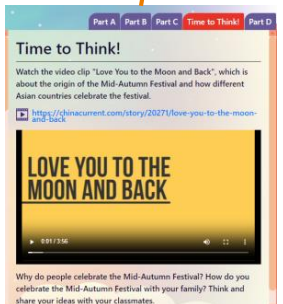 Part A Part B Part C Time to Think! Part D
Time to Think!
Watch the video clip "Love You to the Moon and Back", which is
about the origin of the Mid-Autumn Festival and how different
Asian countries celebrate the festival.
https://chinacurrent.com/story/20271/love-you-to-the-moon-
and-back
LOVE YOU TO THE
MOON AND BACK
0:01 / 3:56
Why do people celebrate the Mid-Autumn Festival? How do you
celebrate the Mid-Autumn Festival with your family? Think and
share your ideas with your classmates.